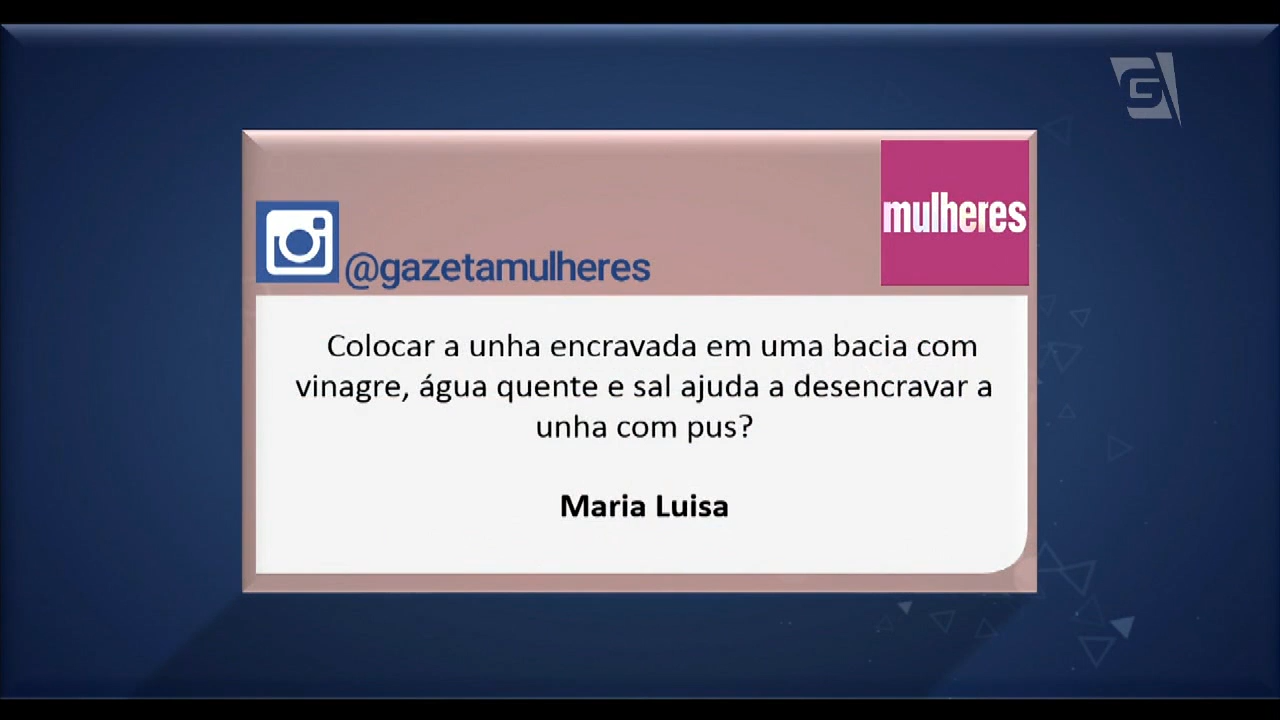 mulheres
@gazetamulheres
Colocar a unha encravada em uma bacia com
vinagre, água quente e sal ajuda a desencravar a
unha com pus?
Maria Luisa